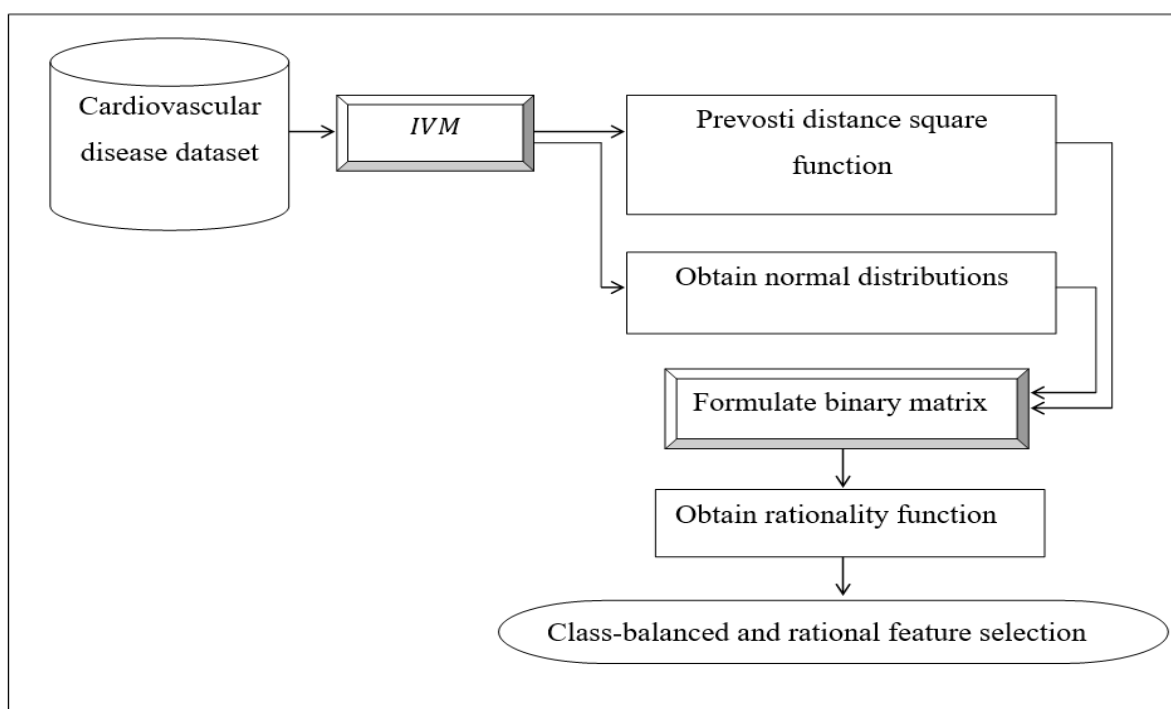 Cardiovascular
disease dataset
IVM
Prevosti distance square
function
Obtain normal distributions
Formulate binary matrix
Obtain rationality function
Class-balanced and rational feature selection